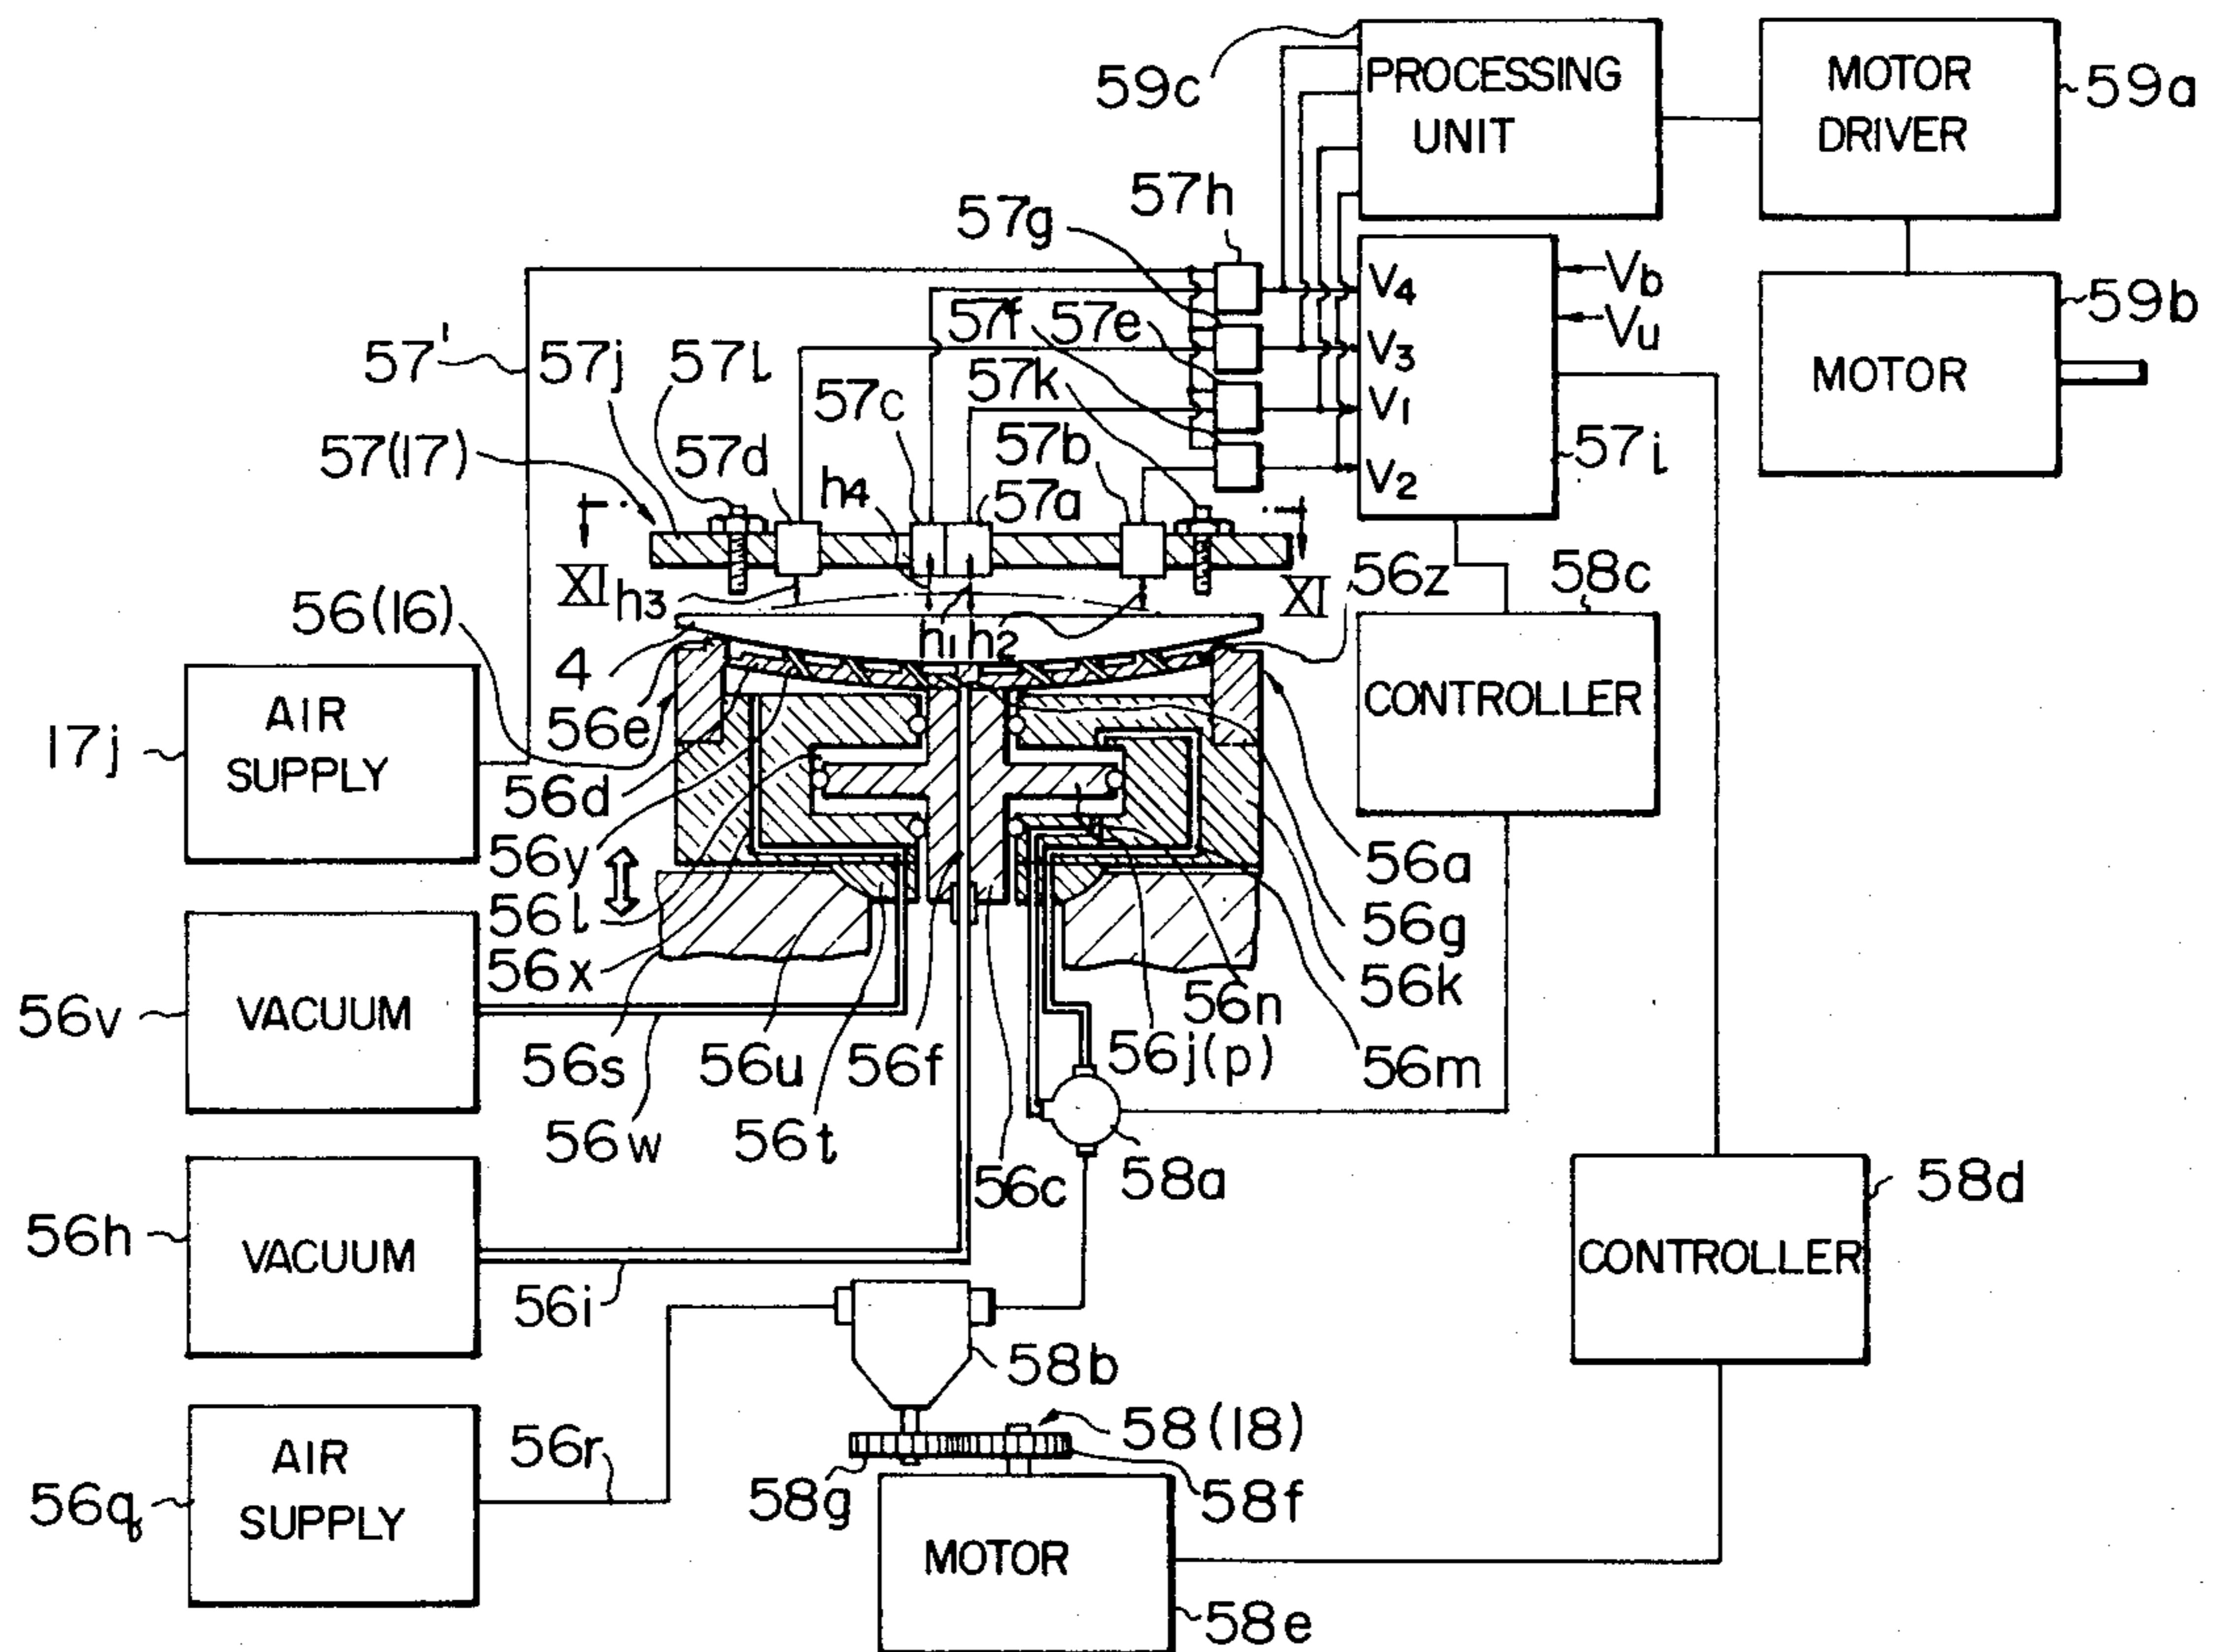 59c
PROCESSING
UNIT
MOTOR
DRIVER
59a
57h
57g
V4
Vb
Vu
59b
57f
57e
57'
57j
57l
57k
V3
MOTOR
57c
V1
57(17)
57d
57b
57i
h4
57a
V2
XI
h3
XI
56z
58c
56(16)
h1
h2
4
AIR
SUPPLY
17j
56e
CONTROLLER
56d
56y
56a
56l
56g
56x
56k
56v
VACUUM
56n
56s
56u
56f
56j(p)
56m
56w
56t
56c
58a
58d
56h
VACUUM
CONTROLLER
56i
58b
56r
58(18)
AIR
SUPPLY
56q
58g
58f
MOTOR
58e